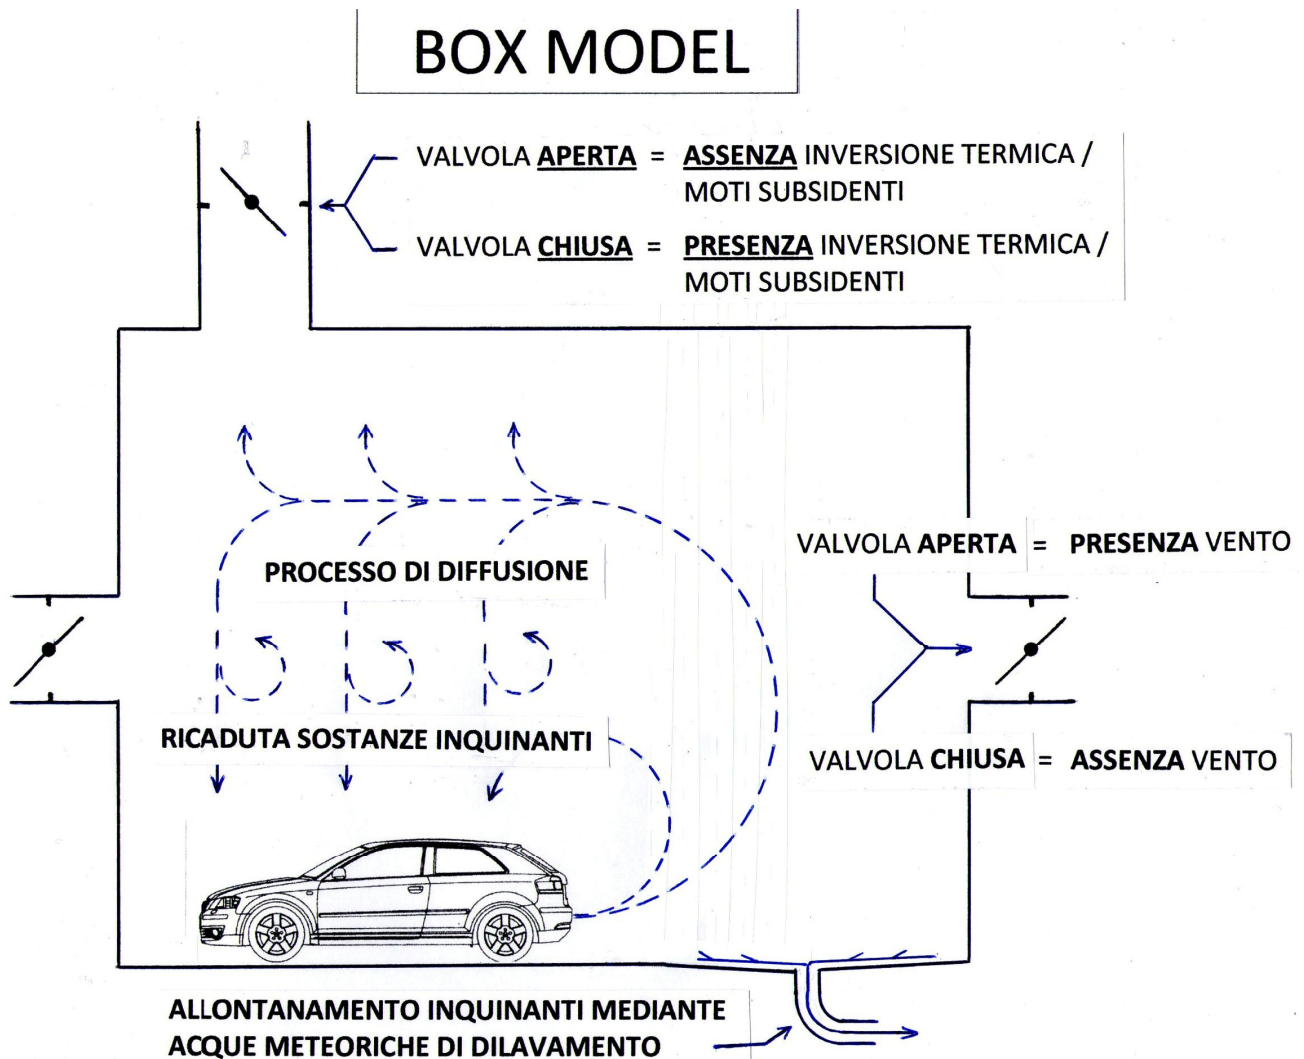 BOX MODEL
VALVOLA APERTA = ASSENZA INVERSIONE TERMICA /
MOTI SUBSIDENTI
VALVOLA CHIUSA = PRESENZA INVERSIONE TERMICA /
MOTI SUBSIDENTI
VALVOLA APERTA = PRESENZA VENTO
PROCESSO DI DIFFUSIONE
RICADUTA SOSTANZE INQUINANTI
VALVOLA CHIUSA = ASSENZA VENTO
ALLONTANAMENTO INQUINANTI MEDIANTE
ACQUE METEORICHE DI DILAVAMENTO